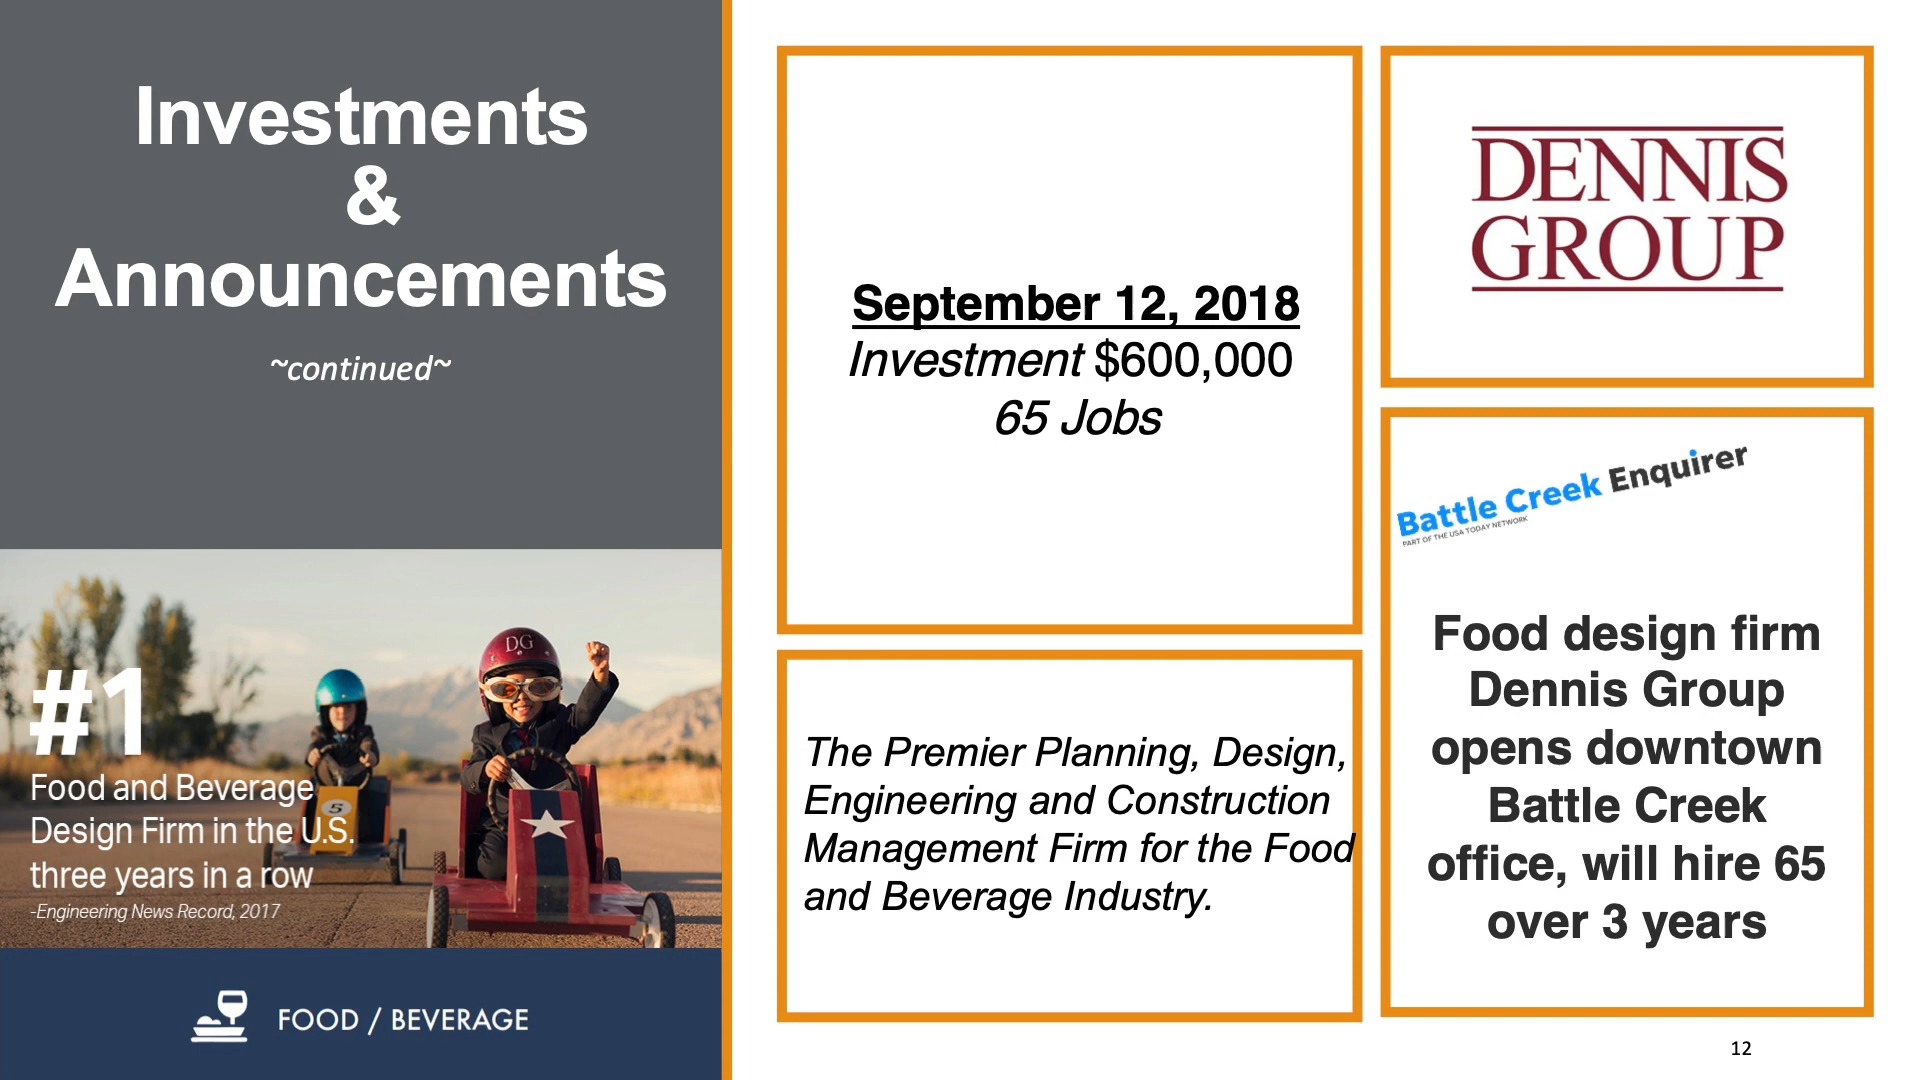 Investments
&
Announcements
~continued~
DG
#1
5
Food and Beverage
Design Firm in the U.S.
three years in a row
-Engineering News Record, 2017
FOOD / BEVERAGE
September 12, 2018
Investment $600,000
65 Jobs
The Premier Planning, Design,
Engineering and Construction
Management Firm for the Food
and Beverage Industry.
DENNIS
GROUP
Battle Creek Enquirer
PART OF THE USA TODAY NETWORK
Food design firm
Dennis Group
opens downtown
Battle Creek
office, will hire 65
over 3 years
12